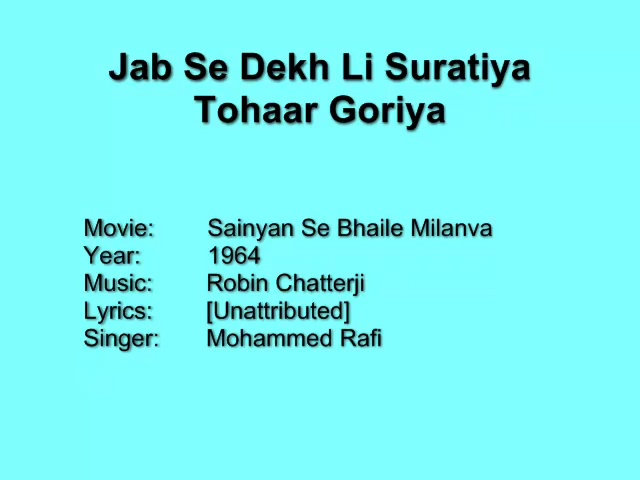 Jab Se Dekh Li Suratiya
Tohaar Goriya
Movie: Sainyan Se Bhaile Milanva
Year: 1964
Music: Robin Chatterji
Lyrics: [Unattributed]
Singer: Mohammed Rafi